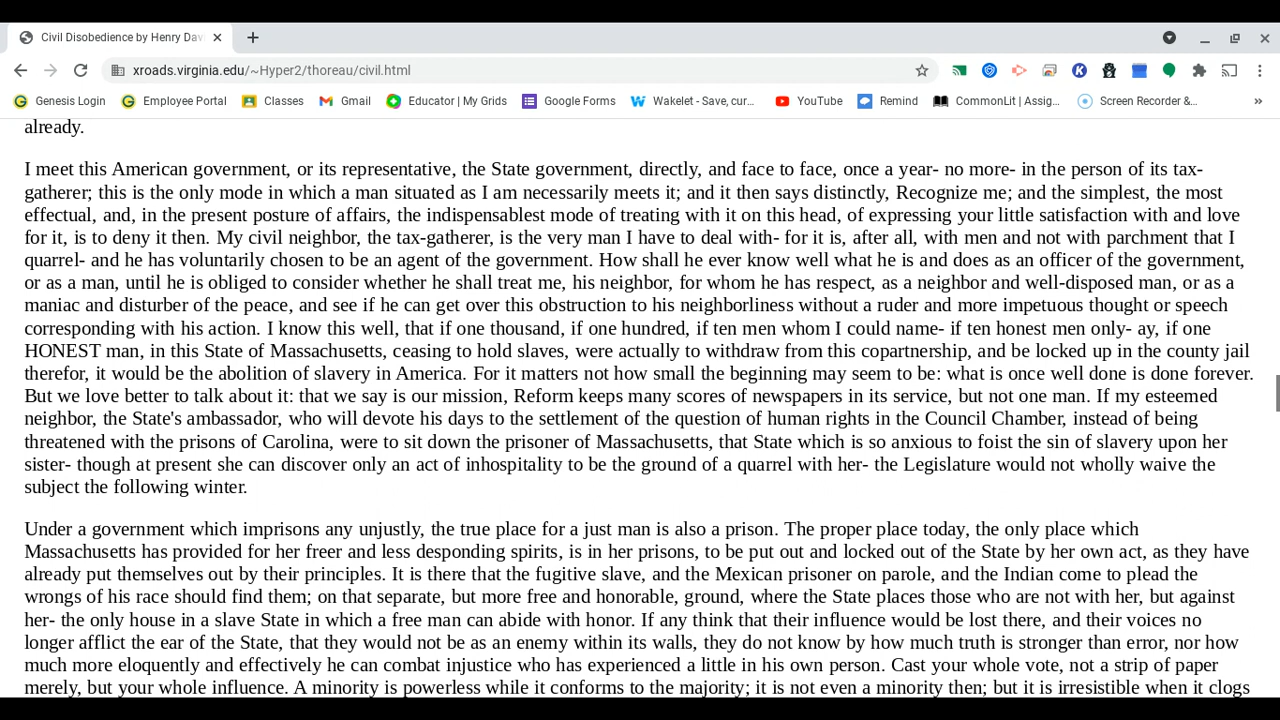 Civil Disobedience by Henry Dav
xroads.virginia.edu/~Hyper2/thoreau/civil.html
Genesis Login Employee Portal Classes Gmail Educator | My Grids Google Forms Wakelet - Save, cur... YouTube Remind CommonLit | Assig... Screen Recorder &... »
already.
I meet this American government, or its representative, the State government, directly, and face to face, once a year- no more- in the person of its tax-
gatherer; this is the only mode in which a man situated as I am necessarily meets it; and it then says distinctly, Recognize me; and the simplest, the most
effectual, and, in the present posture of affairs, the indispensablest mode of treating with it on this head, of expressing your little satisfaction with and love
for it, is to deny it then. My civil neighbor, the tax-gatherer, is the very man I have to deal with- for it is, after all, with men and not with parchment that I
quarrel- and he has voluntarily chosen to be an agent of the government. How shall he ever know well what he is and does as an officer of the government,
or as a man, until he is obliged to consider whether he shall treat me, his neighbor, for whom he has respect, as a neighbor and well-disposed man, or as a
maniac and disturber of the peace, and see if he can get over this obstruction to his neighborliness without a ruder and more impetuous thought or speech
corresponding with his action. I know this well, that if one thousand, if one hundred, if ten men whom I could name- if ten honest men only- ay, if one
HONEST man, in this State of Massachusetts, ceasing to hold slaves, were actually to withdraw from this copartnership, and be locked up in the county jail
therefor, it would be the abolition of slavery in America. For it matters not how small the beginning may seem to be: what is once well done is done forever.
But we love better to talk about it: that we say is our mission, Reform keeps many scores of newspapers in its service, but not one man. If my esteemed
neighbor, the State's ambassador, who will devote his days to the settlement of the question of human rights in the Council Chamber, instead of being
threatened with the prisons of Carolina, were to sit down the prisoner of Massachusetts, that State which is so anxious to foist the sin of slavery upon her
sister- though at present she can discover only an act of inhospitality to be the ground of a quarrel with her- the Legislature would not wholly waive the
subject the following winter.
Under a government which imprisons any unjustly, the true place for a just man is also a prison. The proper place today, the only place which
Massachusetts has provided for her freer and less desponding spirits, is in her prisons, to be put out and locked out of the State by her own act, as they have
already put themselves out by their principles. It is there that the fugitive slave, and the Mexican prisoner on parole, and the Indian come to plead the
wrongs of his race should find them; on that separate, but more free and honorable, ground, where the State places those who are not with her, but against
her- the only house in a slave State in which a free man can abide with honor. If any think that their influence would be lost there, and their voices no
longer afflict the ear of the State, that they would not be as an enemy within its walls, they do not know by how much truth is stronger than error, nor how
much more eloquently and effectively he can combat injustice who has experienced a little in his own person. Cast your whole vote, not a strip of paper
merely, but your whole influence. A minority is powerless while it conforms to the majority; it is not even a minority then; but it is irresistible when it clogs